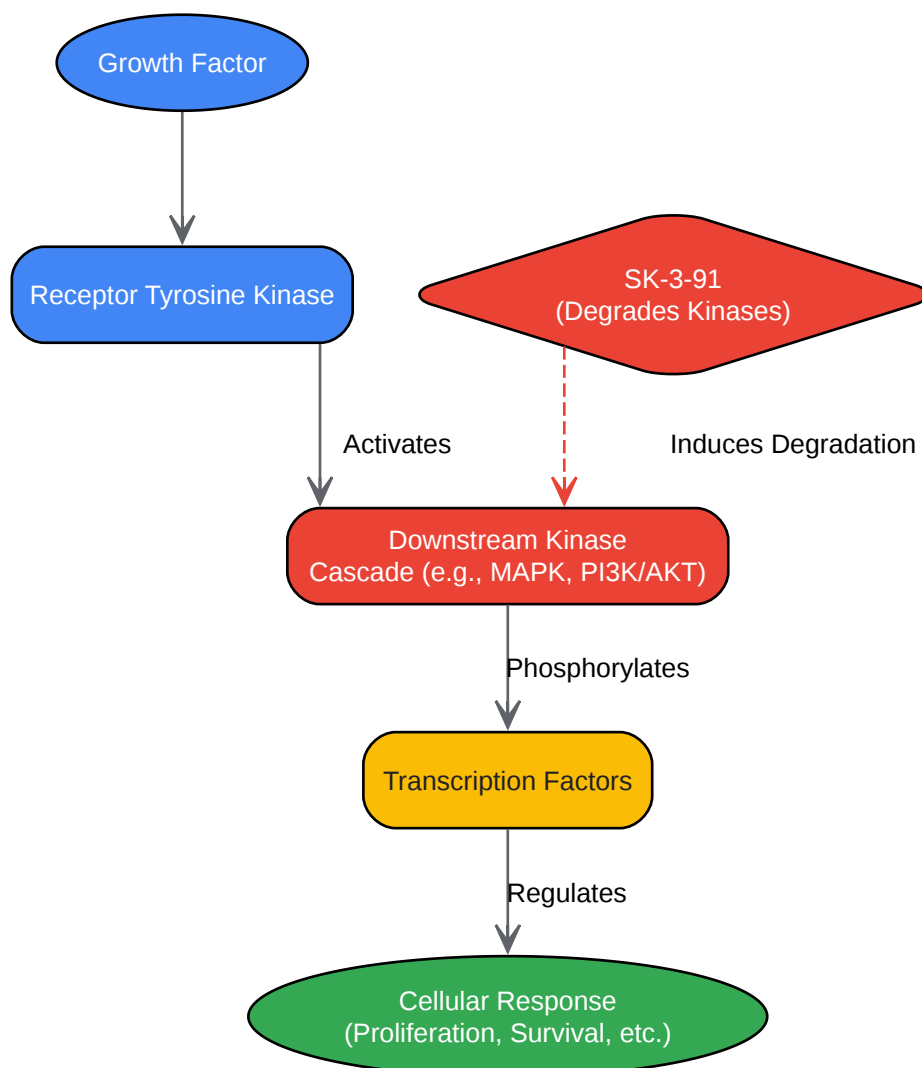 Growth Factor
Receptor Tyrosine Kinase
SK-3-91
(Degrades Kinases)
Activates
Induces Degradation
Downstream Kinase
Cascade (e.g., MAPK, PI3K/AKT)
Phosphorylates
Transcription Factors
Regulates
Cellular Response
(Proliferation, Survival, etc.)